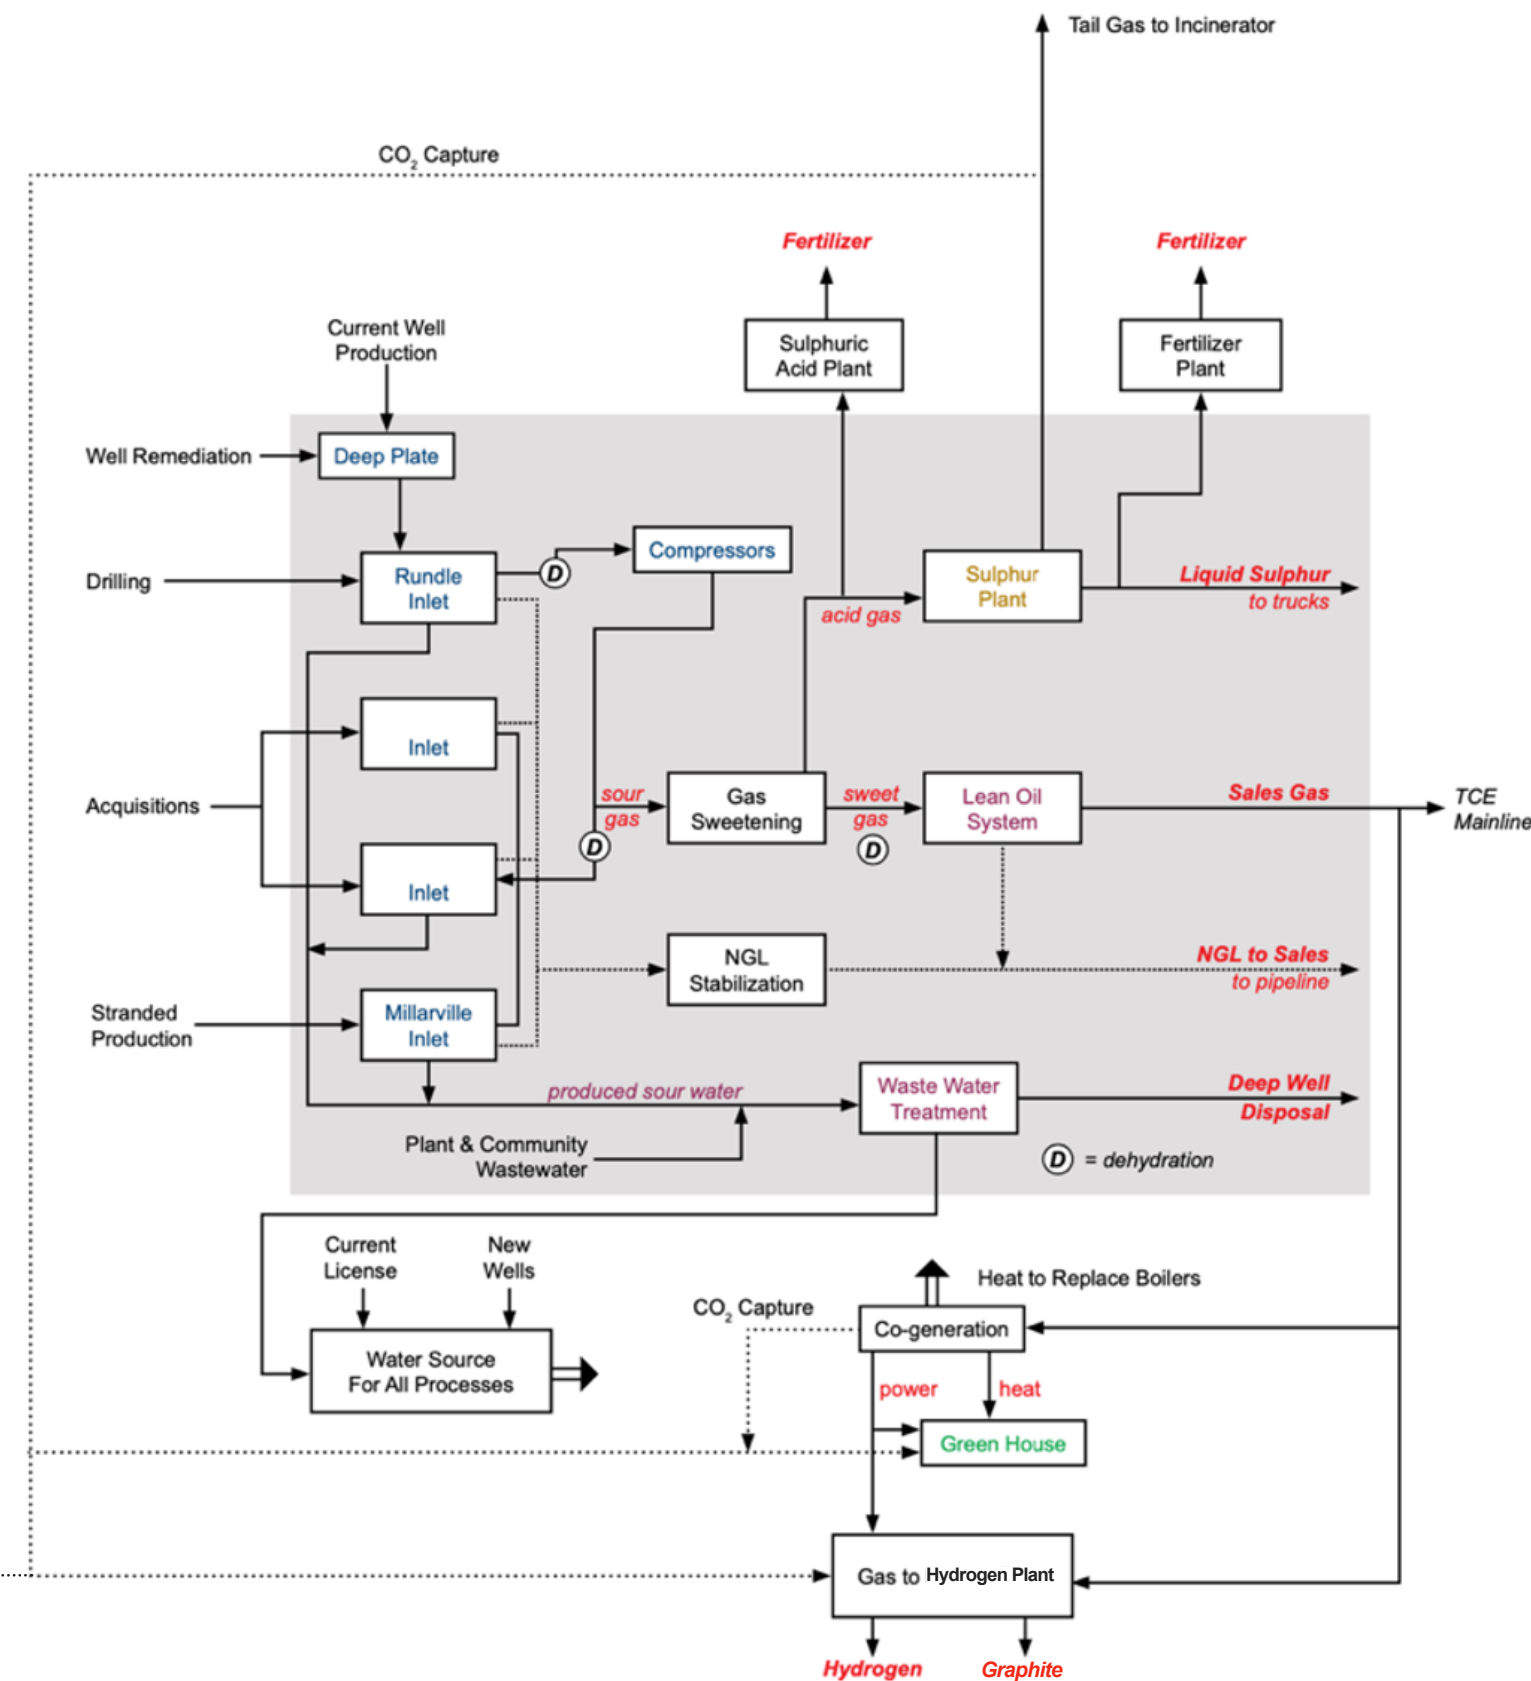 Tail Gas to Incinerator
CO2 Capture
Fertilizer
Fertilizer
Current Well
Production
Sulphuric
Acid Plant
Fertilizer
Plant
Well Remediation
Deep Plate
Compressors
D
Drilling
Rundle
Inlet
Sulphur
Plant
Liquid Sulphur
to trucks
acid gas
Inlet
Acquisitions
sour
gas
Gas
Sweetening
sweet
gas
D
Lean Oil
System
Sales Gas
TCE
Mainline
D
Inlet
NGL
Stabilization
NGL to Sales
to pipeline
Stranded
Production
Millarville
Inlet
produced sour water
Waste Water
Treatment
Deep Well
Disposal
Plant & Community
Wastewater
D = dehydration
Current
License
New
Wells
Heat to Replace Boilers
CO2 Capture
Co-generation
Water Source
For All Processes
power
heat
Green House
Gas to Hydrogen Plant
Hydrogen
Graphite